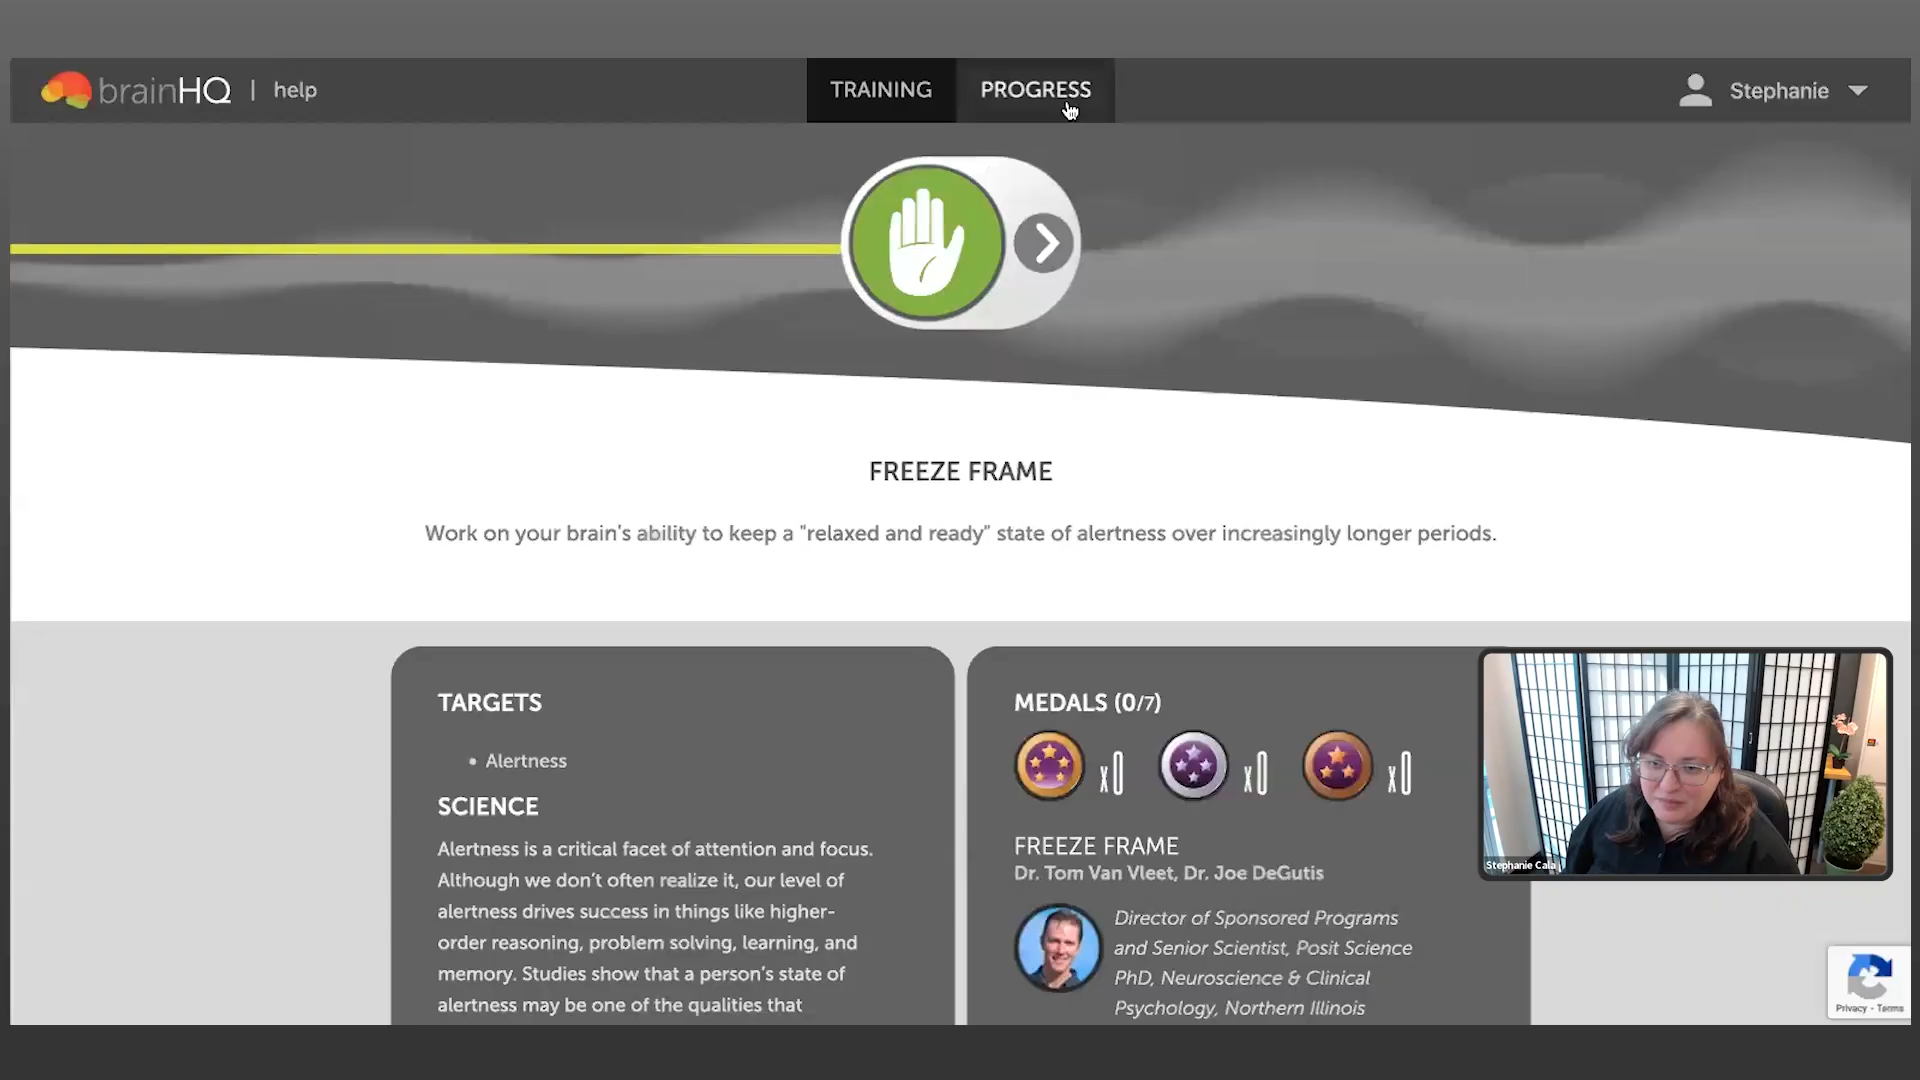 brainHQ | help
TRAINING
PROGRESS
Stephanie
FREEZE FRAME
Work on your brain's ability to keep a "relaxed and ready" state of alertness over increasingly longer periods.
TARGETS
• Alertness
SCIENCE
Alertness is a critical facet of attention and focus.
Although we don't often realize it, our level of
alertness drives success in things like higher-
order reasoning, problem solving, learning, and
memory. Studies show that a person's state of
alertness may be one of the qualities that
MEDALS (0/7)
x0 x0 x0
FREEZE FRAME
Dr. Tom Van Vleet, Dr. Joe DeGutis
Director of Sponsored Programs
and Senior Scientist, Posit Science
PhD, Neuroscience & Clinical
Psychology, Northern Illinois
Stephanie Cala
Privacy - Terms